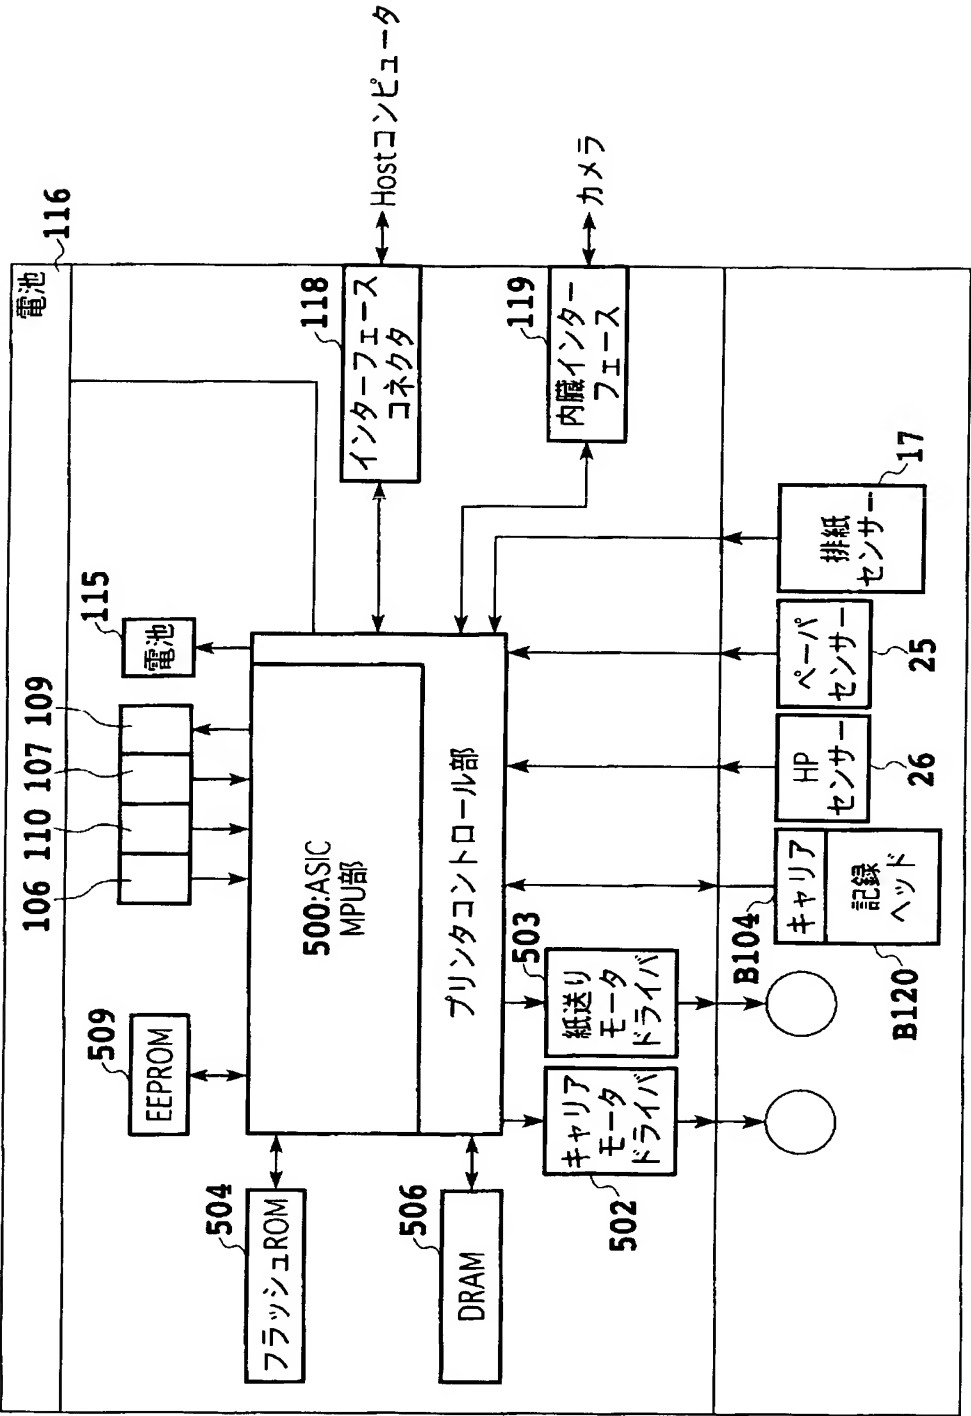 電池
116
Hostコンピュータ
118
インターフェース
コネクタ
カメラ
119
内臓インター
フェース
115
電池
109
107
110
106
509
EEPROM
504
フラッシュROM
506
DRAM
500:ASIC
MPU部
プリンタコントロール部
503
紙送り
モータ
ドライバ
キャリア
モータ
ドライバ
502
17
排紙
センサー
ペーパ
センサー
25
HP
センサー
26
B104
キャリア
記録
ヘッド
B120